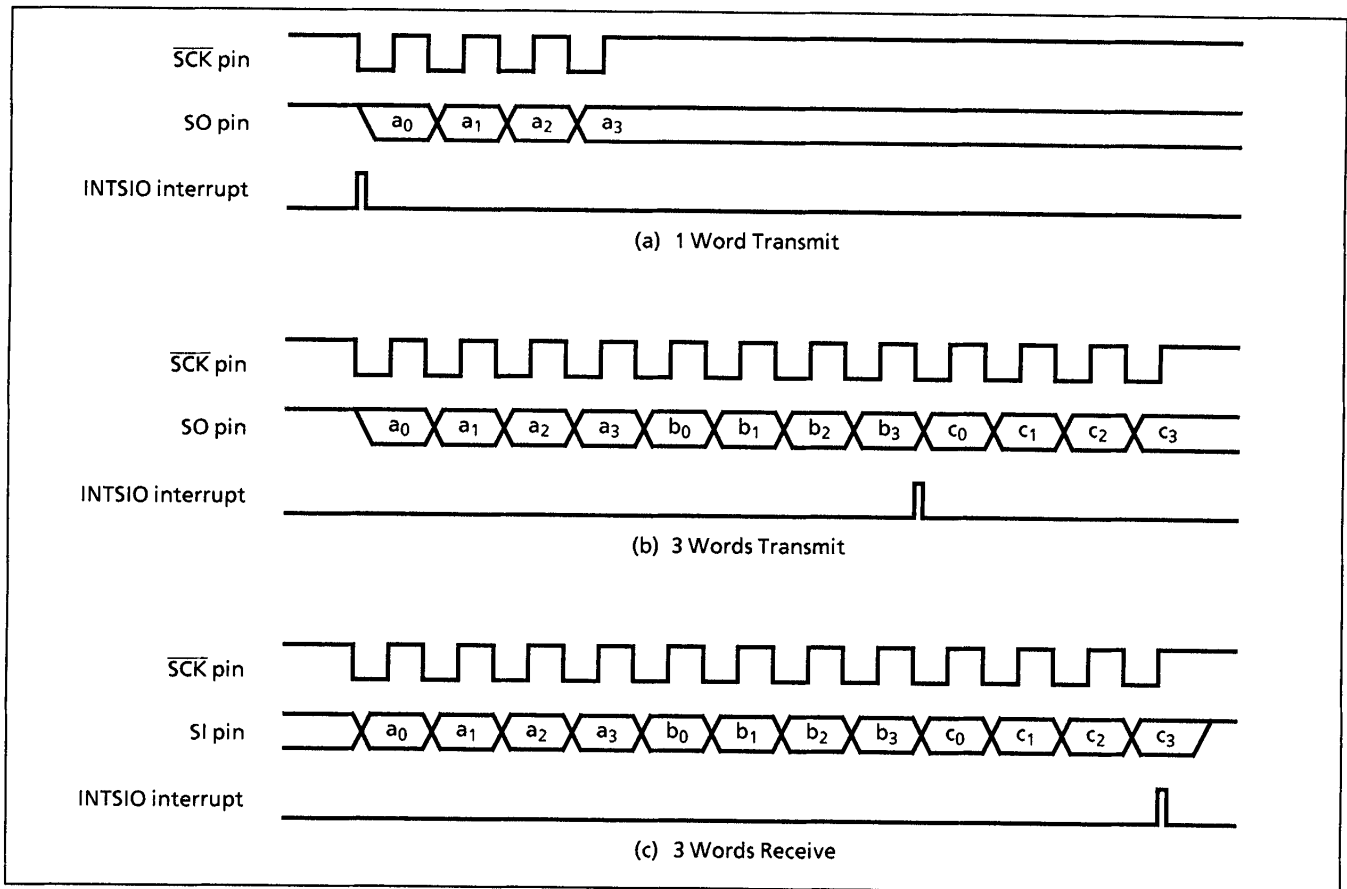 SCK pin
SO pin a0 a1 a2 a3
INTSIO interrupt
(a) 1 Word Transmit
SCK pin
SO pin a0 a1 a2 a3 b0 b1 b2 b3 c0 c1 c2 c3
INTSIO interrupt
(b) 3 Words Transmit
SCK pin
SI pin a0 a1 a2 a3 b0 b1 b2 b3 c0 c1 c2 c3
INTSIO interrupt
(c) 3 Words Receive